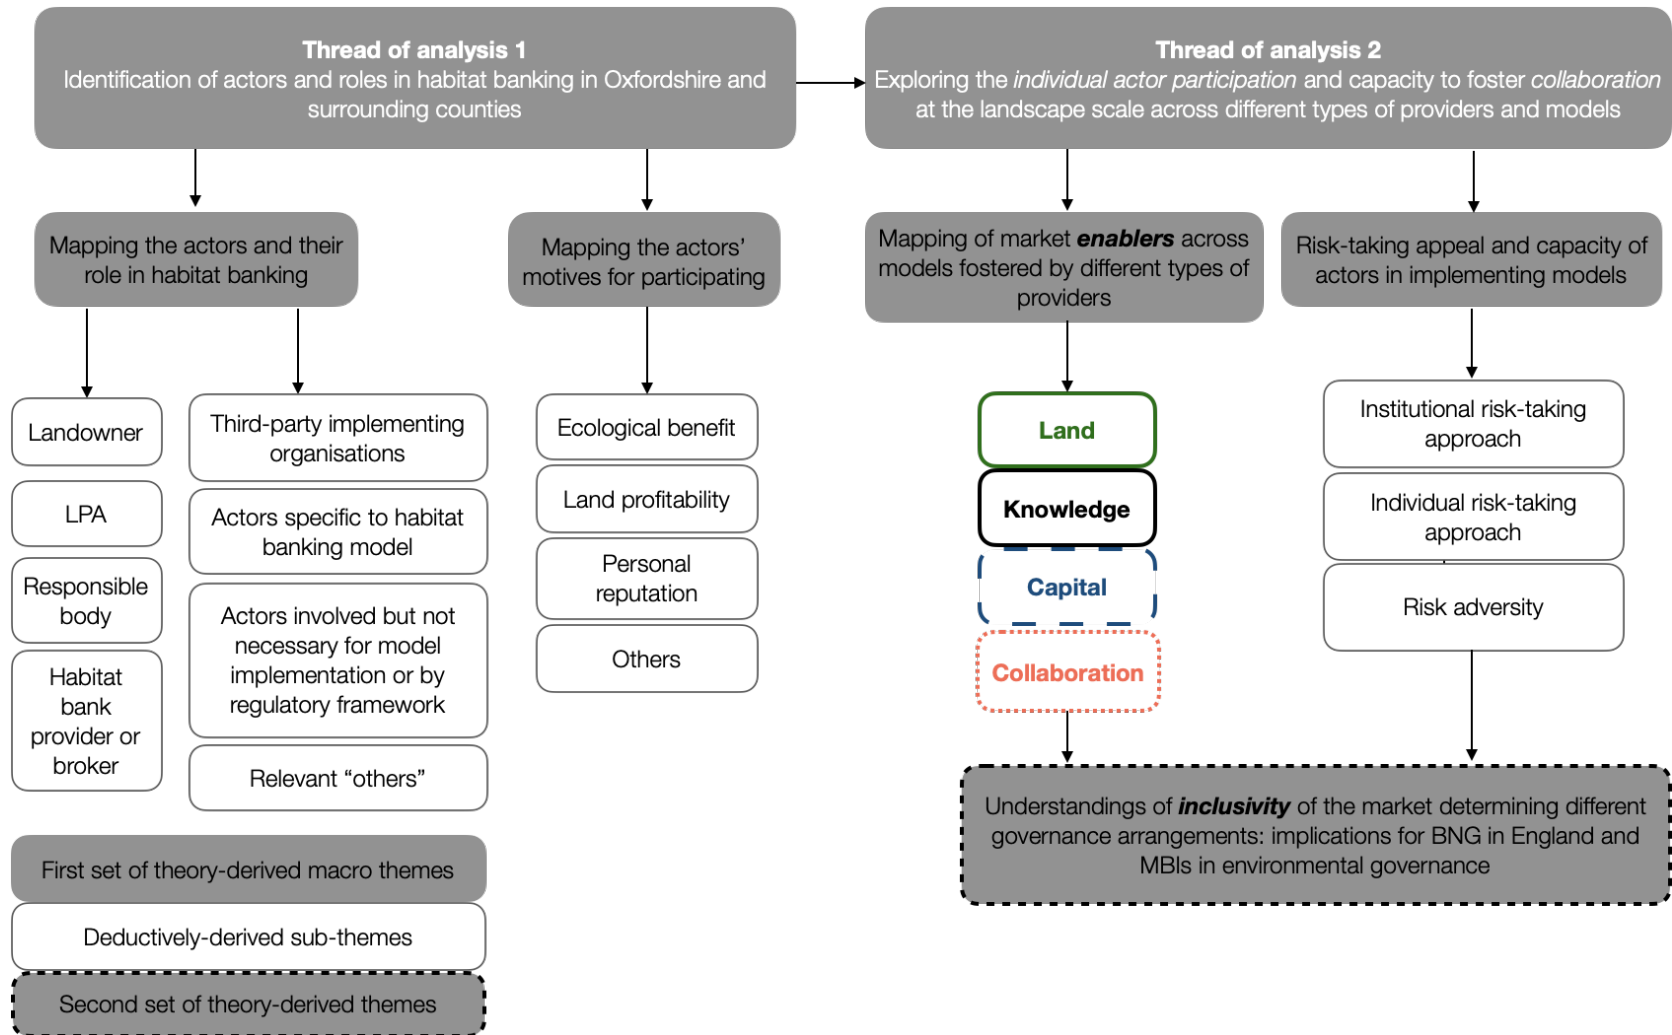 Thread of analysis 1
Identification of actors and roles in habitat banking in Oxfordshire and
surrounding counties
Thread of analysis 2
Exploring the individual actor participation and capacity to foster collaboration
at the landscape scale across different types of providers and models
Mapping the actors and their
role in habitat banking
Mapping the actors’
motives for participating
Mapping of market enablers across
models fostered by different types of
providers
Risk-taking appeal and capacity of
actors in implementing models
Landowner
LPA
Responsible
body
Habitat
bank
provider or
broker
Third-party implementing
organisations
Actors specific to habitat
banking model
Actors involved but not
necessary for model
implementation or by
regulatory framework
Relevant “others”
Ecological benefit
Land profitability
Personal
reputation
Others
Land
Knowledge
Capital
Collaboration
Institutional risk-taking
approach
Individual risk-taking
approach
Risk adversity
Understandings of inclusivity of the market determining different
governance arrangements: implications for BNG in England and
MBIs in environmental governance
First set of theory-derived macro themes
Deductively-derived sub-themes
Second set of theory-derived themes